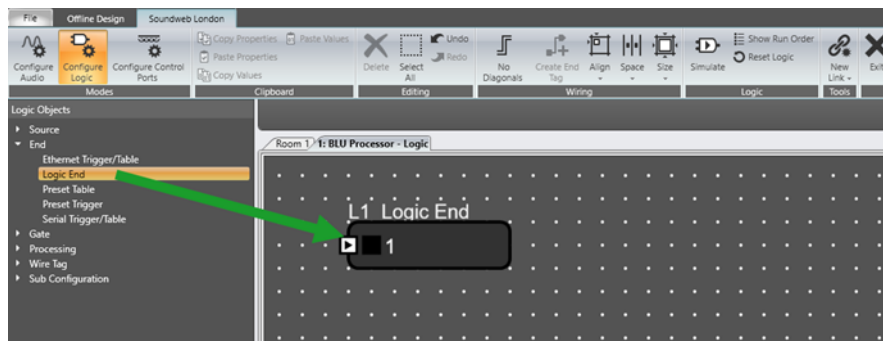 File Offline Design Soundweb London
Copy Properties Paste Values Undo Show Run Order
Paste Properties Redo Reset Logic
Copy Values
Configure Audio Configure Logic Configure Control Ports Delete Select All No Diagonals Create End Tag Align Space Size Simulate New Link Exit
Modes Clipboard Editing Wiring Logic Tools
Logic Objects
Source
End
Ethernet Trigger/Table
Logic End
Preset Table
Preset Trigger
Serial Trigger/Table
Gate
Processing
Wire Tag
Sub Configuration
Room 1 1: BLU Processor - Logic
L1 Logic End
1